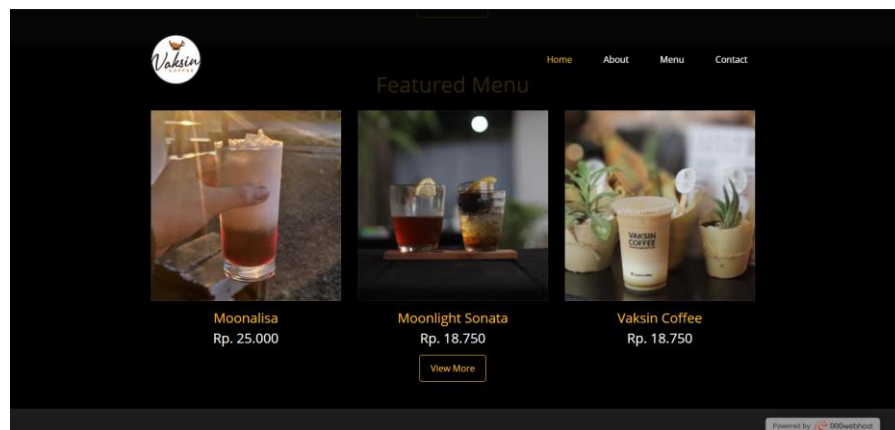 Vaksin
COFFEE
Home About Menu Contact
Featured Menu
VAKSIN
COFFEE
Moonalisa Moonlight Sonata Vaksin Coffee
Rp. 25.000 Rp. 18.750 Rp. 18.750
View More
Powered by 000webhost